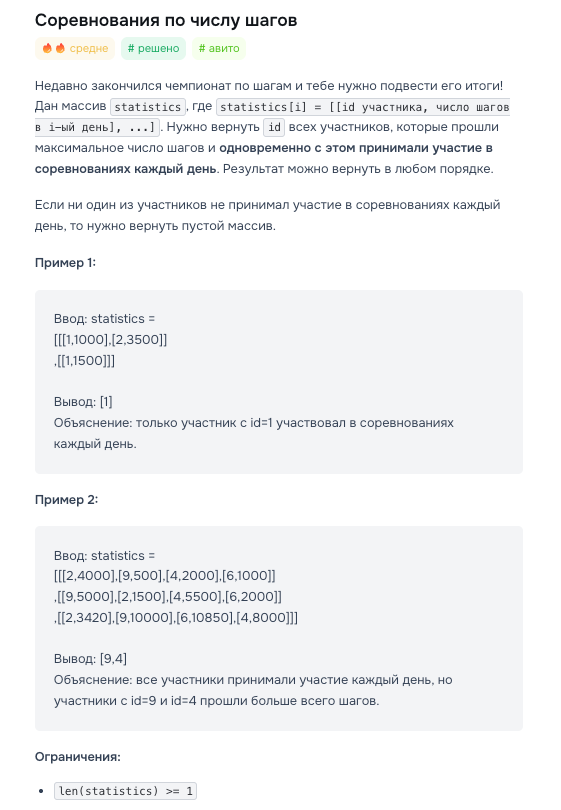 Соревнования по числу шагов
🔥🔥 средне # решено # авито
Недавно закончился чемпионат по шагам и тебе нужно подвести его итоги!
Дан массив statistics, где statistics[i] = [[id участника, число шагов
в i-ый день], ...]. Нужно вернуть id всех участников, которые прошли
максимальное число шагов и одновременно с этом принимали участие в
соревнованиях каждый день. Результат можно вернуть в любом порядке.
Если ни один из участников не принимал участие в соревнованиях каждый
день, то нужно вернуть пустой массив.
Пример 1:
Ввод: statistics =
[[[1,1000],[2,3500]]
,[[1,1500]]]
Вывод: [1]
Объяснение: только участник с id=1 участвовал в соревнованиях
каждый день.
Пример 2:
Ввод: statistics =
[[[2,4000],[9,500],[4,2000],[6,1000]]
,[[9,5000],[2,1500],[4,5500],[6,2000]]
,[[2,3420],[9,10000],[6,10850],[4,8000]]]
Вывод: [9,4]
Объяснение: все участники принимали участие каждый день, но
участники с id=9 и id=4 прошли больше всего шагов.
Ограничения:
• len(statistics) >= 1